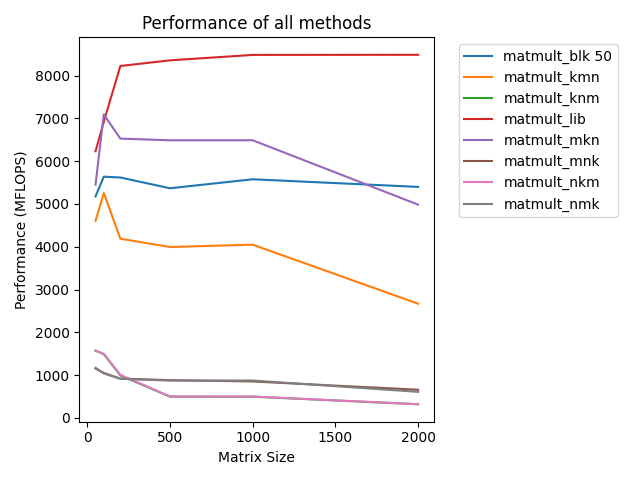 Performance of all methods
Performance (MFLOPS)
8000
7000
6000
5000
4000
3000
2000
1000
0
0 500 1000 1500 2000
Matrix Size
matmult_blk 50
matmult_kmn
matmult_knm
matmult_lib
matmult_mkn
matmult_mnk
matmult_nkm
matmult_nmk